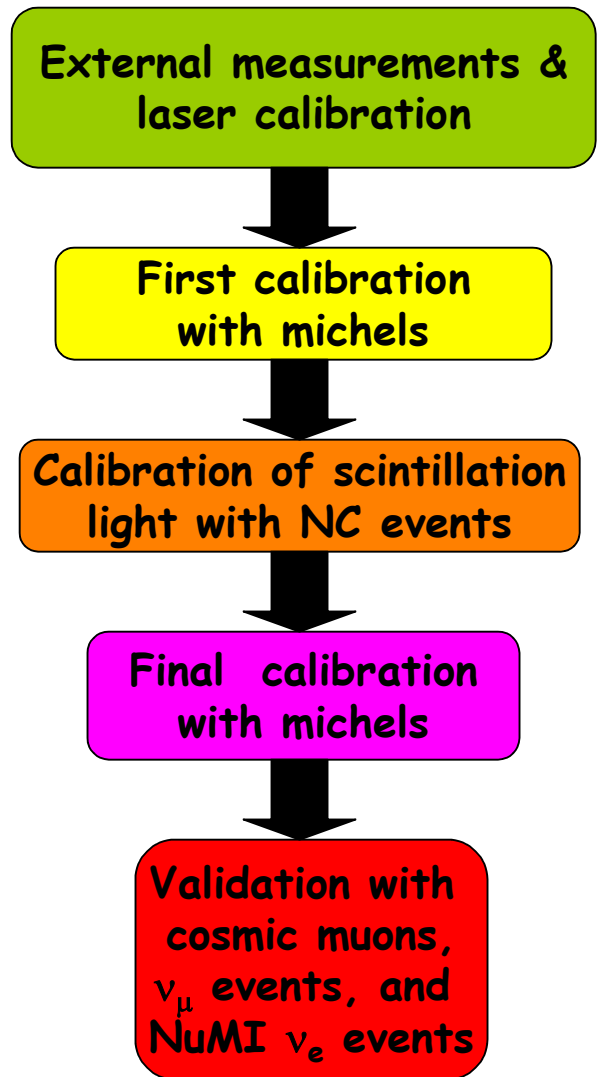 External measurements &
laser calibration
First calibration
with michels
Calibration of scintillation
light with NC events
Final calibration
with michels
Validation with
cosmic muons,
νμ events, and
NuMI νe events